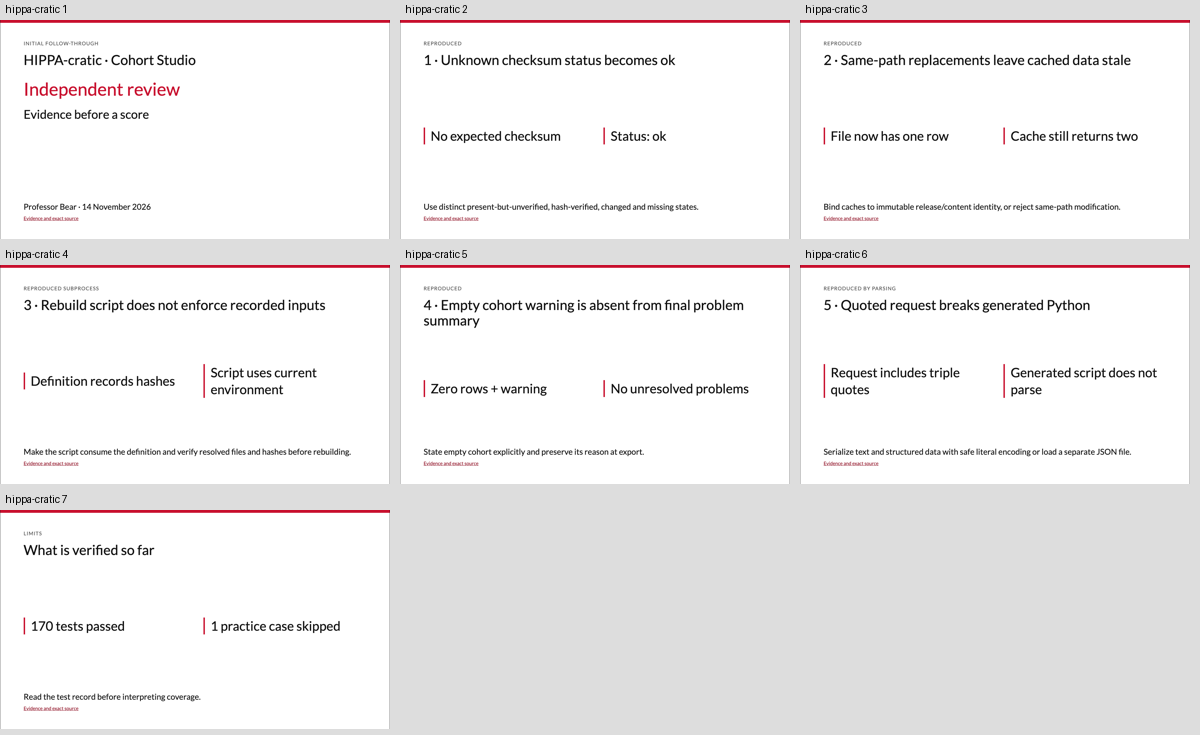 hippa-cratic 1
INITIAL FOLLOW-THROUGH
HIPPA-cratic · Cohort Studio
Independent review
Evidence before a score
Professor Bear · 14 November 2026
Evidence and exact source
hippa-cratic 2
REPRODUCED
1 · Unknown checksum status becomes ok
No expected checksum
Status: ok
Use distinct present-but-unverified, hash-verified, changed and missing states.
Evidence and exact source
hippa-cratic 3
REPRODUCED
2 · Same-path replacements leave cached data stale
File now has one row
Cache still returns two
Bind caches to immutable release/content identity, or reject same-path modification.
Evidence and exact source
hippa-cratic 4
REPRODUCED SUBPROCESS
3 · Rebuild script does not enforce recorded inputs
Definition records hashes
Script uses current
environment
Make the script consume the definition and verify resolved files and hashes before rebuilding.
Evidence and exact source
hippa-cratic 5
REPRODUCED
4 · Empty cohort warning is absent from final problem
summary
Zero rows + warning
No unresolved problems
State empty cohort explicitly and preserve its reason at export.
Evidence and exact source
hippa-cratic 6
REPRODUCED BY PARSING
5 · Quoted request breaks generated Python
Request includes triple
quotes
Generated script does not
parse
Serialize text and structured data with safe literal encoding or load a separate JSON file.
Evidence and exact source
hippa-cratic 7
LIMITS
What is verified so far
170 tests passed
1 practice case skipped
Read the test record before interpreting coverage.
Evidence and exact source